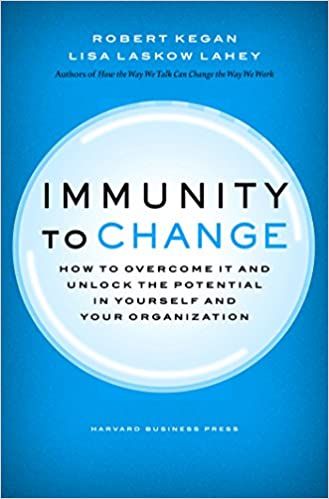 ROBERT KEGAN
LISA LASKOW LAHEY
Authors of How the Way We Talk Can Change the Way We Work
IMMUNITY
TO CHANGE
HOW TO OVERCOME IT AND
UNLOCK THE POTENTIAL
IN YOURSELF AND
YOUR ORGANIZATION
HARVARD BUSINESS PRESS